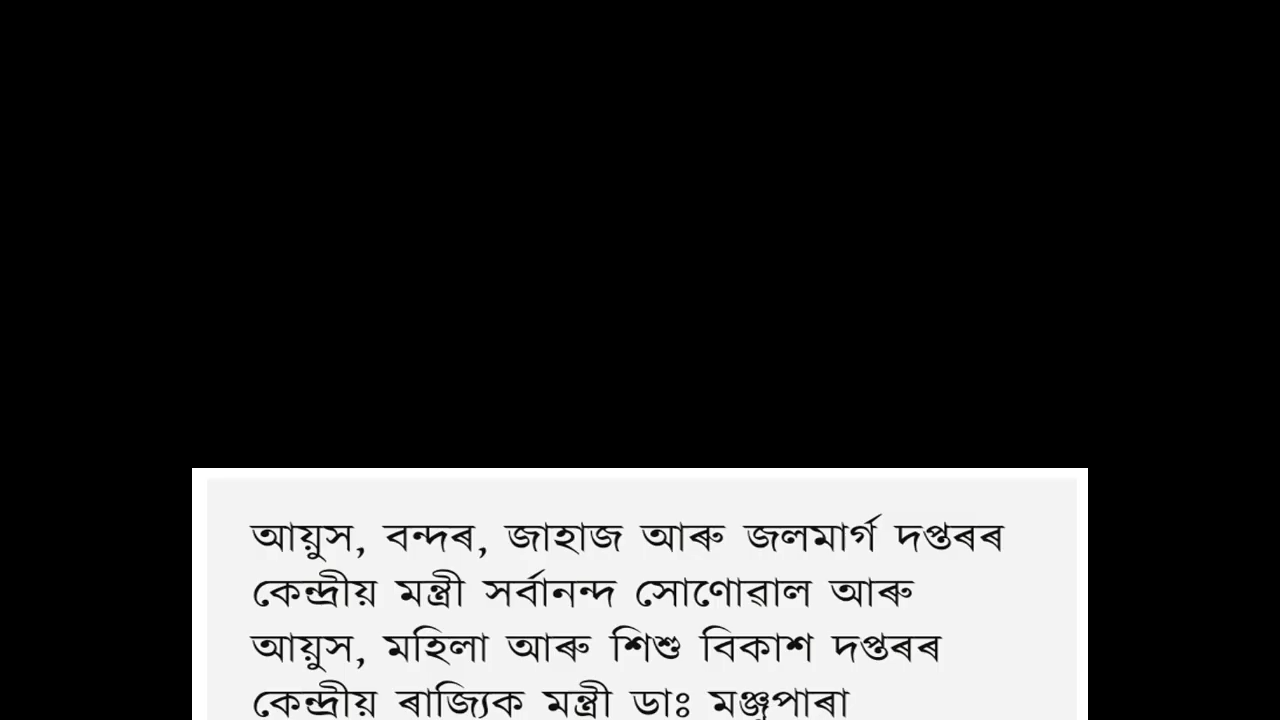 আয়ুস, বন্দৰ, জাহাজ আৰু জলমাৰ্গ দপ্তৰৰ
কেন্দ্ৰীয় মন্ত্ৰী সৰ্বানন্দ সোণোৱাল আৰু
আয়ুস, মহিলা আৰু শিশু বিকাশ দপ্তৰৰ
কেন্দ্ৰীয় ৰাজ্যিক মন্ত্ৰী ডাঃ মঞ্জুপাৰা